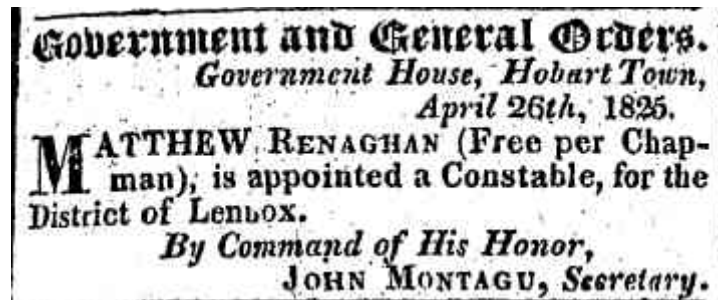 Government and General Orders.
Government House, Hobart Town,
April 26th, 1825.
MATTHEW RENAGHAN (Free per Chap-
man), is appointed a Constable, for the
District of Lennox.
By Command of His Honor,
JOHN MONTAGU, Secretary.